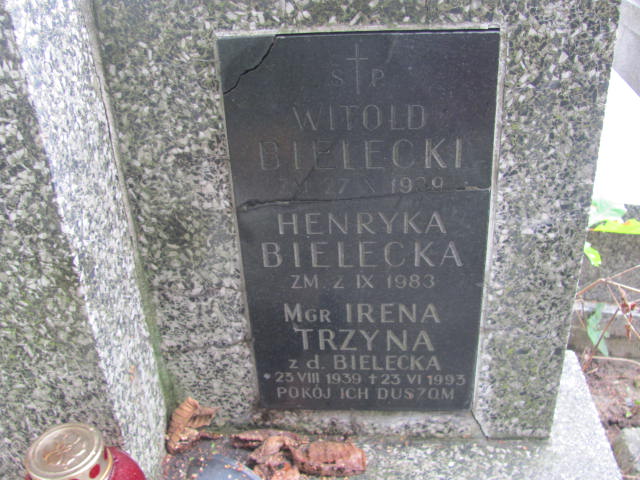 Ś P
WITOLD
BIELECKI
ZM. 27 X 1939
HENRYKA
BIELECKA
ZM. 2 IX 1983
MGR IRENA
TRZYNA
z d. BIELECKA
* 23 VIII 1939 † 23 VI 1993
POKÓJ ICH DUSZOM